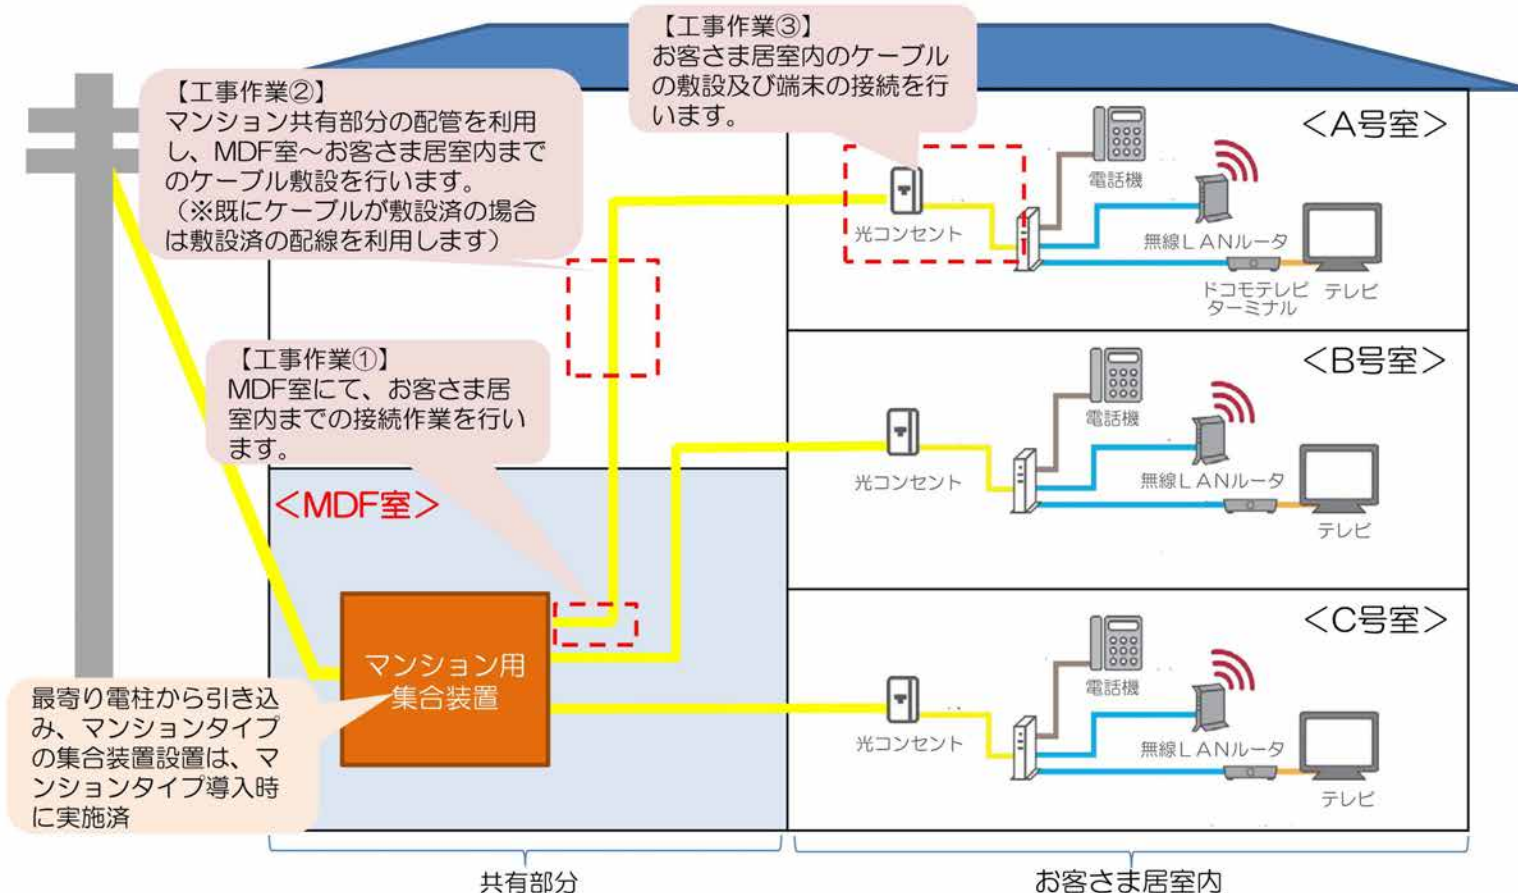 【工事作業③】
お客さま居室内のケーブル
の敷設及び端末の接続を行
います。
【工事作業②】
マンション共有部分の配管を利用
し、MDF室～お客さま居室内まで
のケーブル敷設を行います。
（※既にケーブルが敷設済の場合
は敷設済の配線を利用します）
＜A号室＞
電話機
光コンセント
無線LANルータ
ドコモテレビ
ターミナル
テレビ
【工事作業①】
MDF室にて、お客さま居
室内までの接続作業を行い
ます。
＜B号室＞
電話機
光コンセント
無線LANルータ
テレビ
＜MDF室＞
マンション用
集合装置
＜C号室＞
電話機
光コンセント
無線LANルータ
テレビ
最寄り電柱から引き込
み、マンションタイプ
の集合装置設置は、マ
ンションタイプ導入時
に実施済
共有部分
お客さま居室内